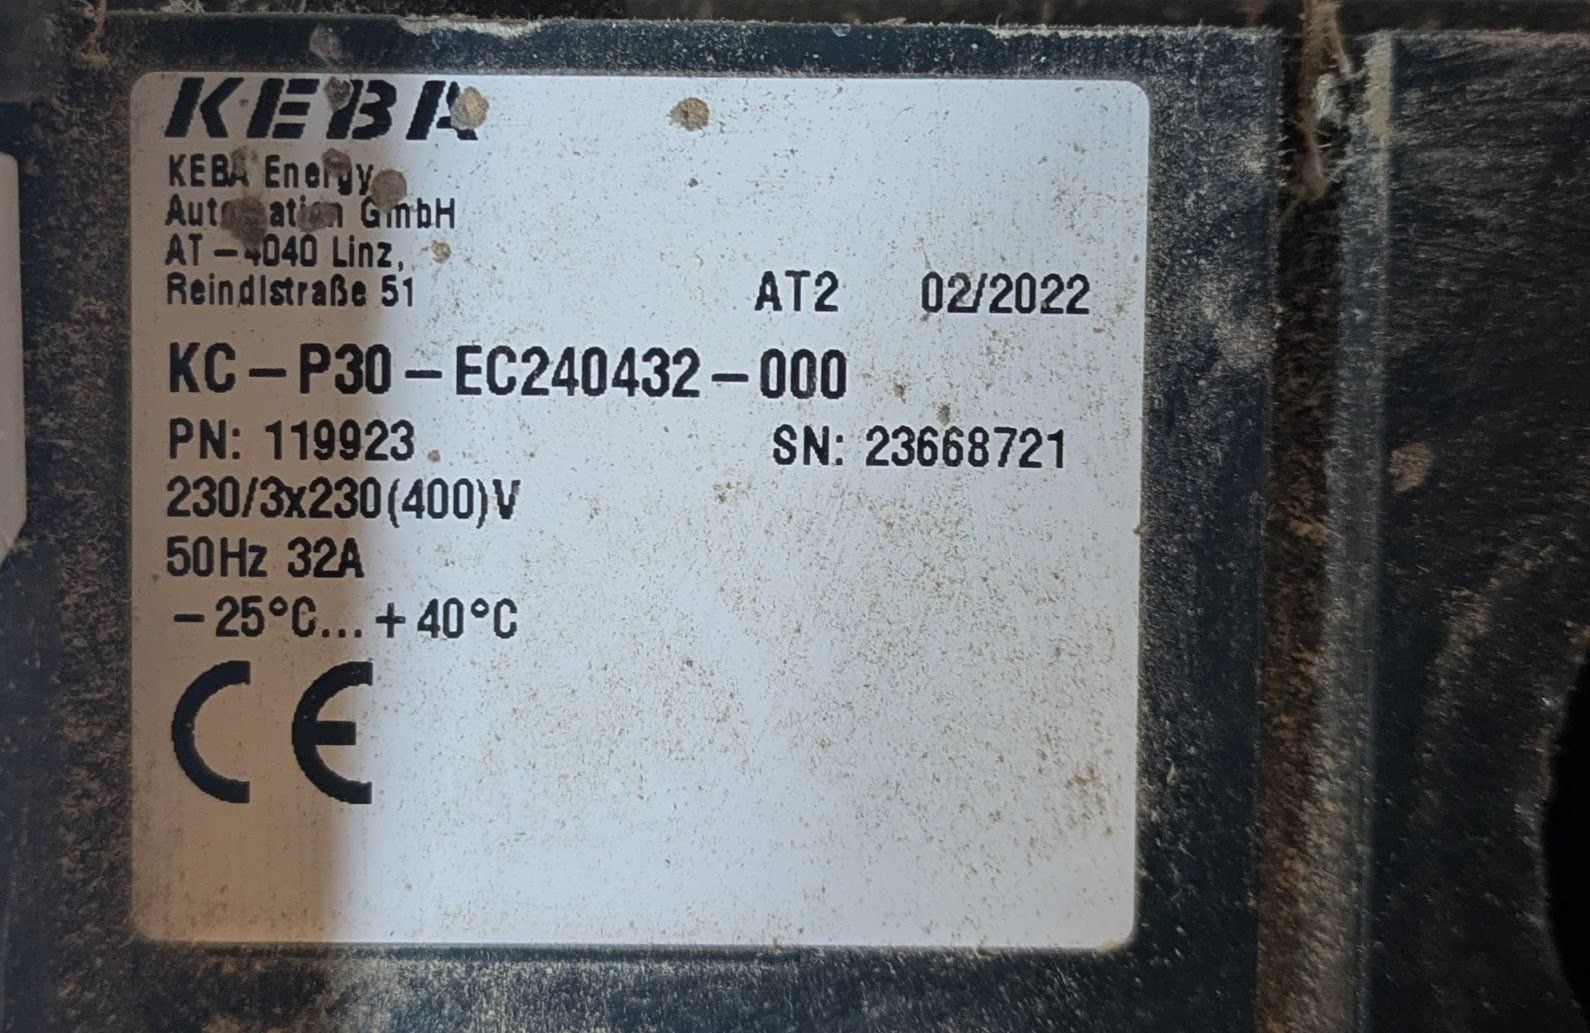 KEBA
KEBA Energy
Automation GmbH
AT-4040 Linz,
Reindlstraße 51
AT2 02/2022
KC-P30-EC240432-000
PN: 119923 SN: 23668721
230/3x230(400)V
50Hz 32A
-25°C...+40°C
CE